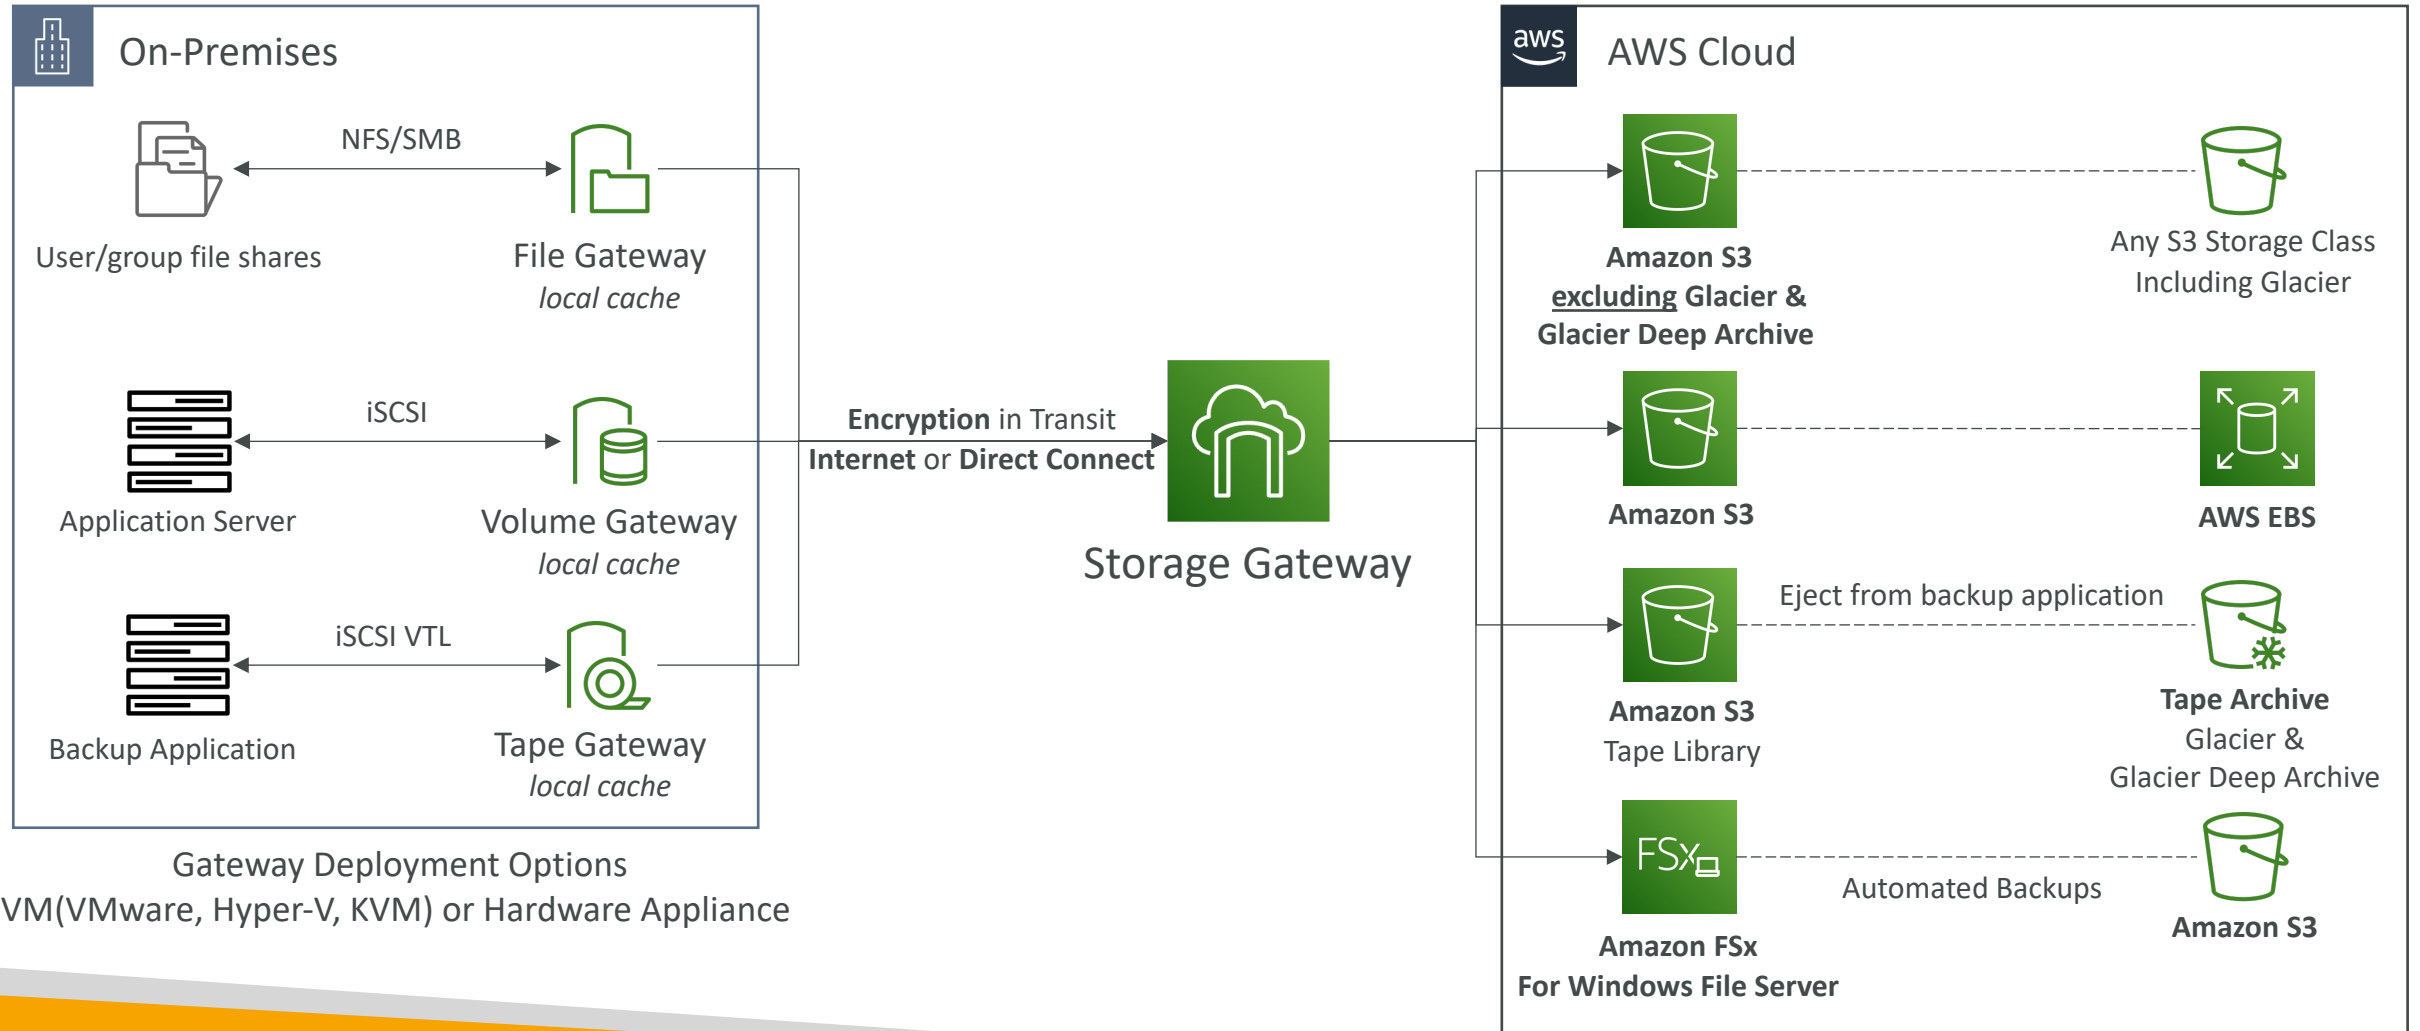 On-Premises
NFS/SMB
User/group file shares
File Gateway
local cache
iSCSI
Application Server
Volume Gateway
local cache
iSCSI VTL
Backup Application
Tape Gateway
local cache
Gateway Deployment Options
VM(VMware, Hyper-V, KVM) or Hardware Appliance
Encryption in Transit
Internet or Direct Connect
Storage Gateway
aws
AWS Cloud
Amazon S3
excluding Glacier &
Glacier Deep Archive
Any S3 Storage Class
Including Glacier
Amazon S3
AWS EBS
Amazon S3
Tape Library
Eject from backup application
Tape Archive
Glacier &
Glacier Deep Archive
FSx
Amazon FSx
For Windows File Server
Automated Backups
Amazon S3